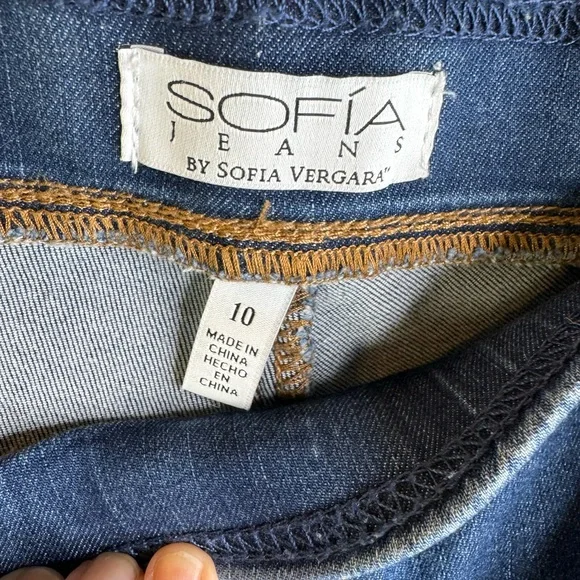 SOFÍA
JEANS
BY SOFIA VERGARA™
10
MADE IN
CHINA
HECHO
EN
CHINA